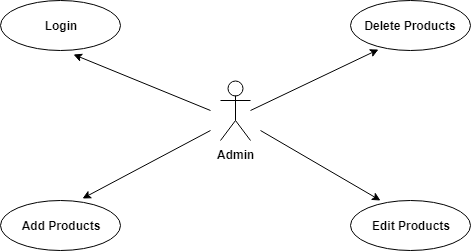 Login
Delete Products
Admin
Add Products
Edit Products